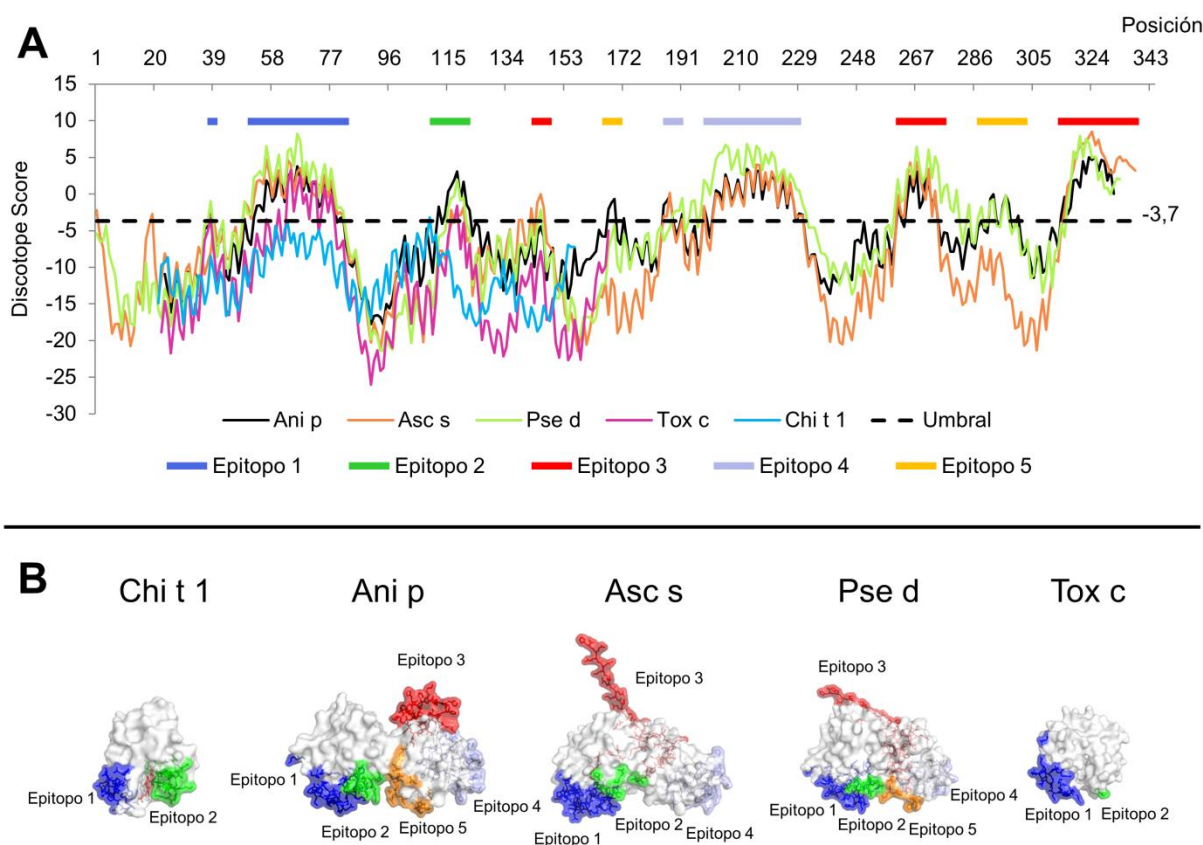 A
Posición
1 20 39 58 77 96 115 134 153 172 191 210 229 248 267 286 305 324 343
Discotope Score
15
10
5
0
-5
-10
-15
-20
-25
-30
-3,7
Ani p Asc s Pse d Tox c Chi t 1 Umbral
Epitopo 1 Epitopo 2 Epitopo 3 Epitopo 4 Epitopo 5
B
Chi t 1 Ani p Asc s Pse d Tox c
Epitopo 1
Epitopo 2
Epitopo 3
Epitopo 1
Epitopo 2
Epitopo 5
Epitopo 4
Epitopo 3
Epitopo 1
Epitopo 2
Epitopo 4
Epitopo 3
Epitopo 4
Epitopo 1
Epitopo 2
Epitopo 5
Epitopo 1
Epitopo 2